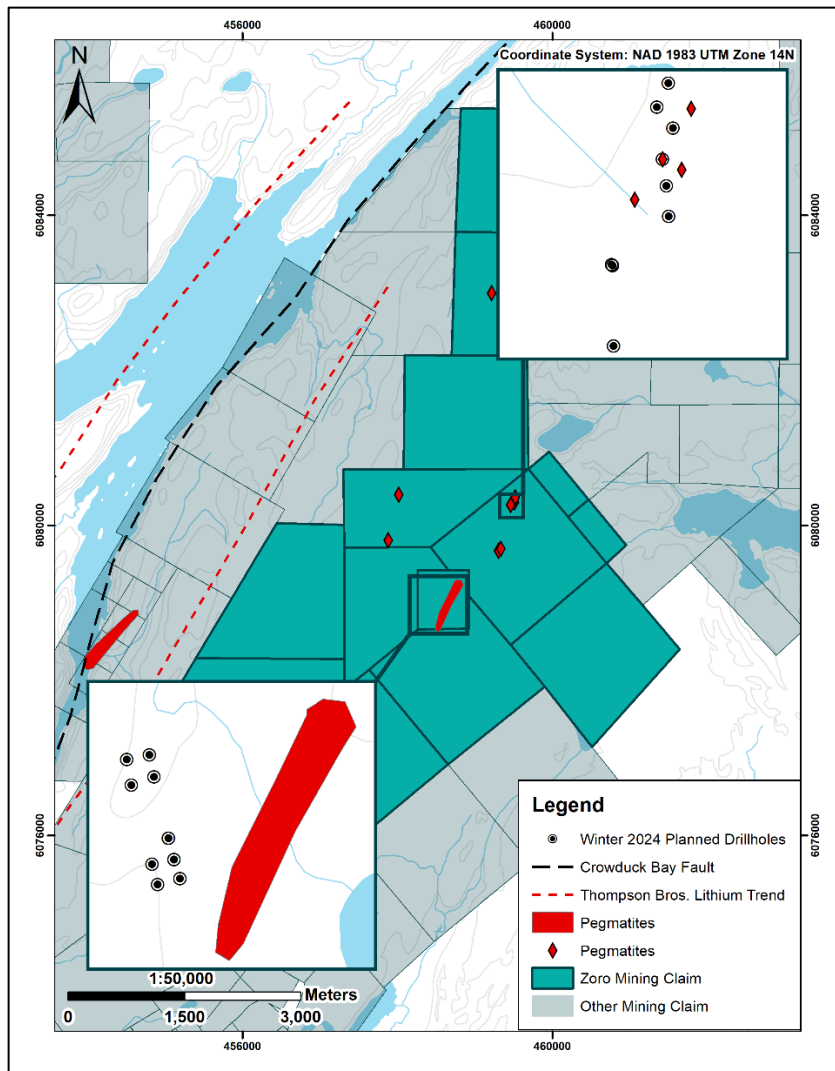 456000
460000
N
Coordinate System: NAD 1983 UTM Zone 14N
6084000
6084000
6080000
6080000
6076000
6076000
Legend
Winter 2024 Planned Drillholes
Crowduck Bay Fault
Thompson Bros. Lithium Trend
Pegmatites
Pegmatites
Zoro Mining Claim
Other Mining Claim
1:50,000
Meters
0 1,500 3,000
456000
460000